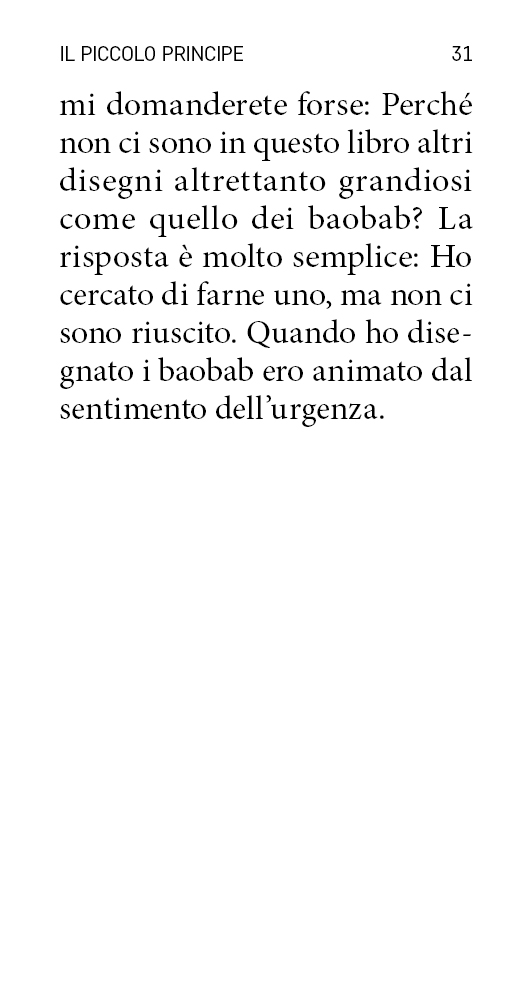 IL PICCOLO PRINCIPE 31
mi domanderete forse: Perché
non ci sono in questo libro altri
disegni altrettanto grandiosi
come quello dei baobab? La
risposta è molto semplice: Ho
cercato di farne uno, ma non ci
sono riuscito. Quando ho dise-
gnato i baobab ero animato dal
sentimento dell’urgenza.